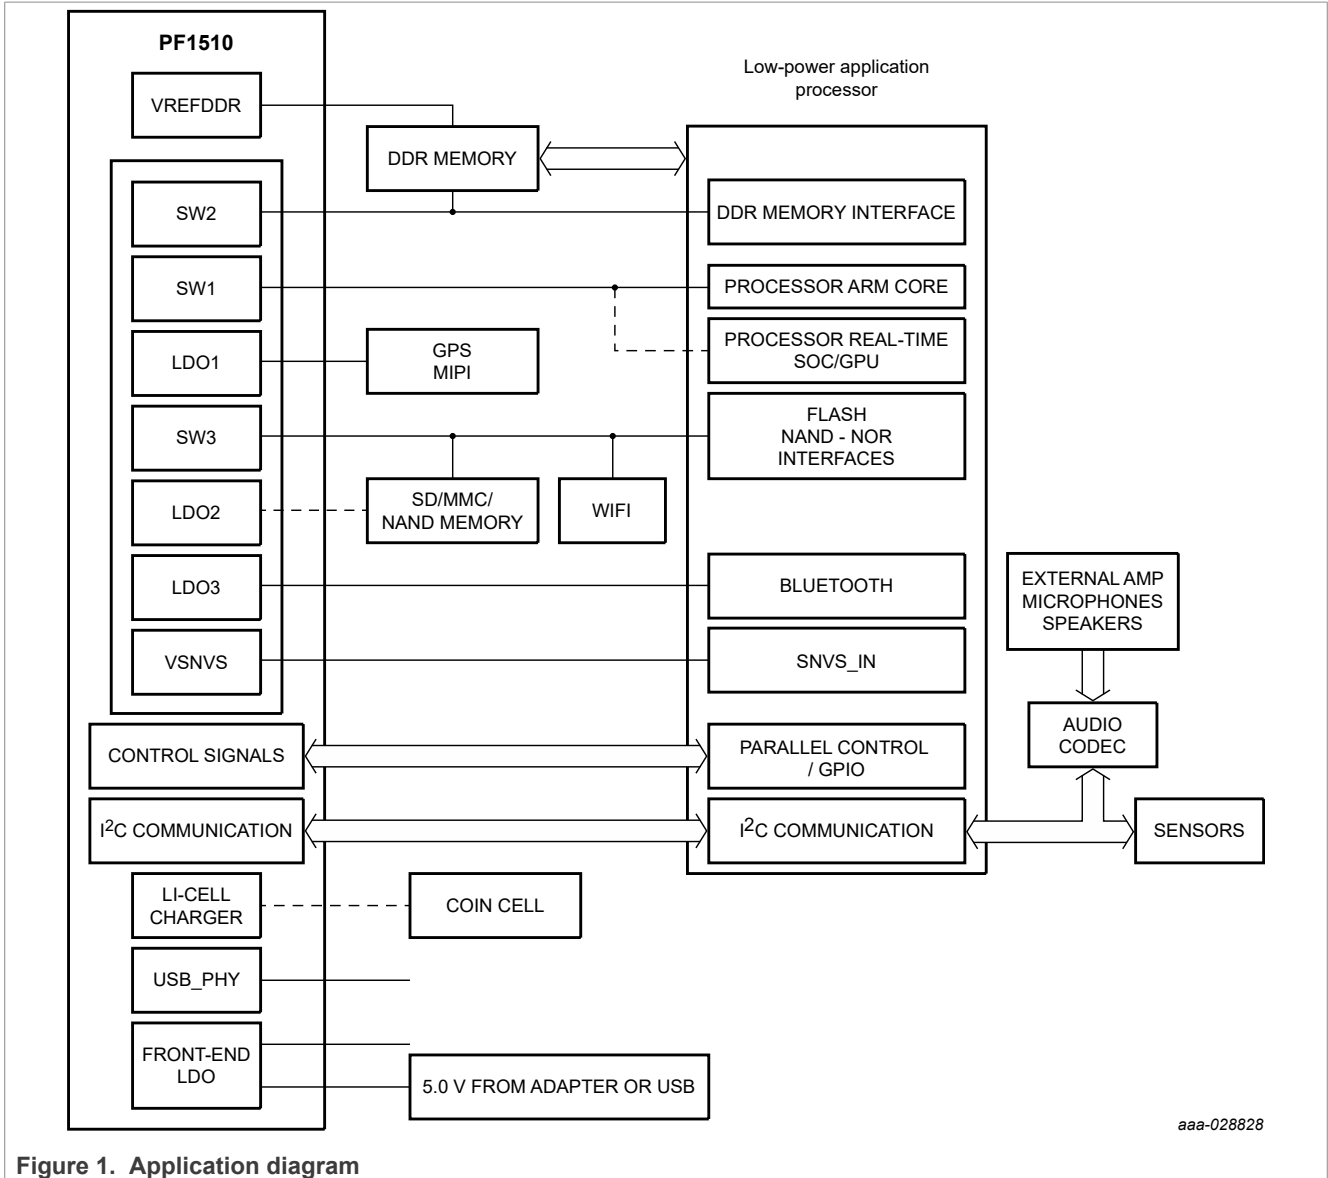 PF1510
Low-power application
processor
VREFDDR
DDR MEMORY
SW2
DDR MEMORY INTERFACE
SW1
PROCESSOR ARM CORE
PROCESSOR REAL-TIME
SOC/GPU
LDO1
GPS
MIPI
SW3
FLASH
NAND - NOR
INTERFACES
LDO2
SD/MMC/
NAND MEMORY
WIFI
LDO3
BLUETOOTH
EXTERNAL AMP
MICROPHONES
SPEAKERS
VSNVS
SNVS_IN
CONTROL SIGNALS
PARALLEL CONTROL
/ GPIO
AUDIO
CODEC
I2C COMMUNICATION
I2C COMMUNICATION
SENSORS
LI-CELL
CHARGER
COIN CELL
USB_PHY
FRONT-END
LDO
5.0 V FROM ADAPTER OR USB
aaa-028828
Figure 1. Application diagram